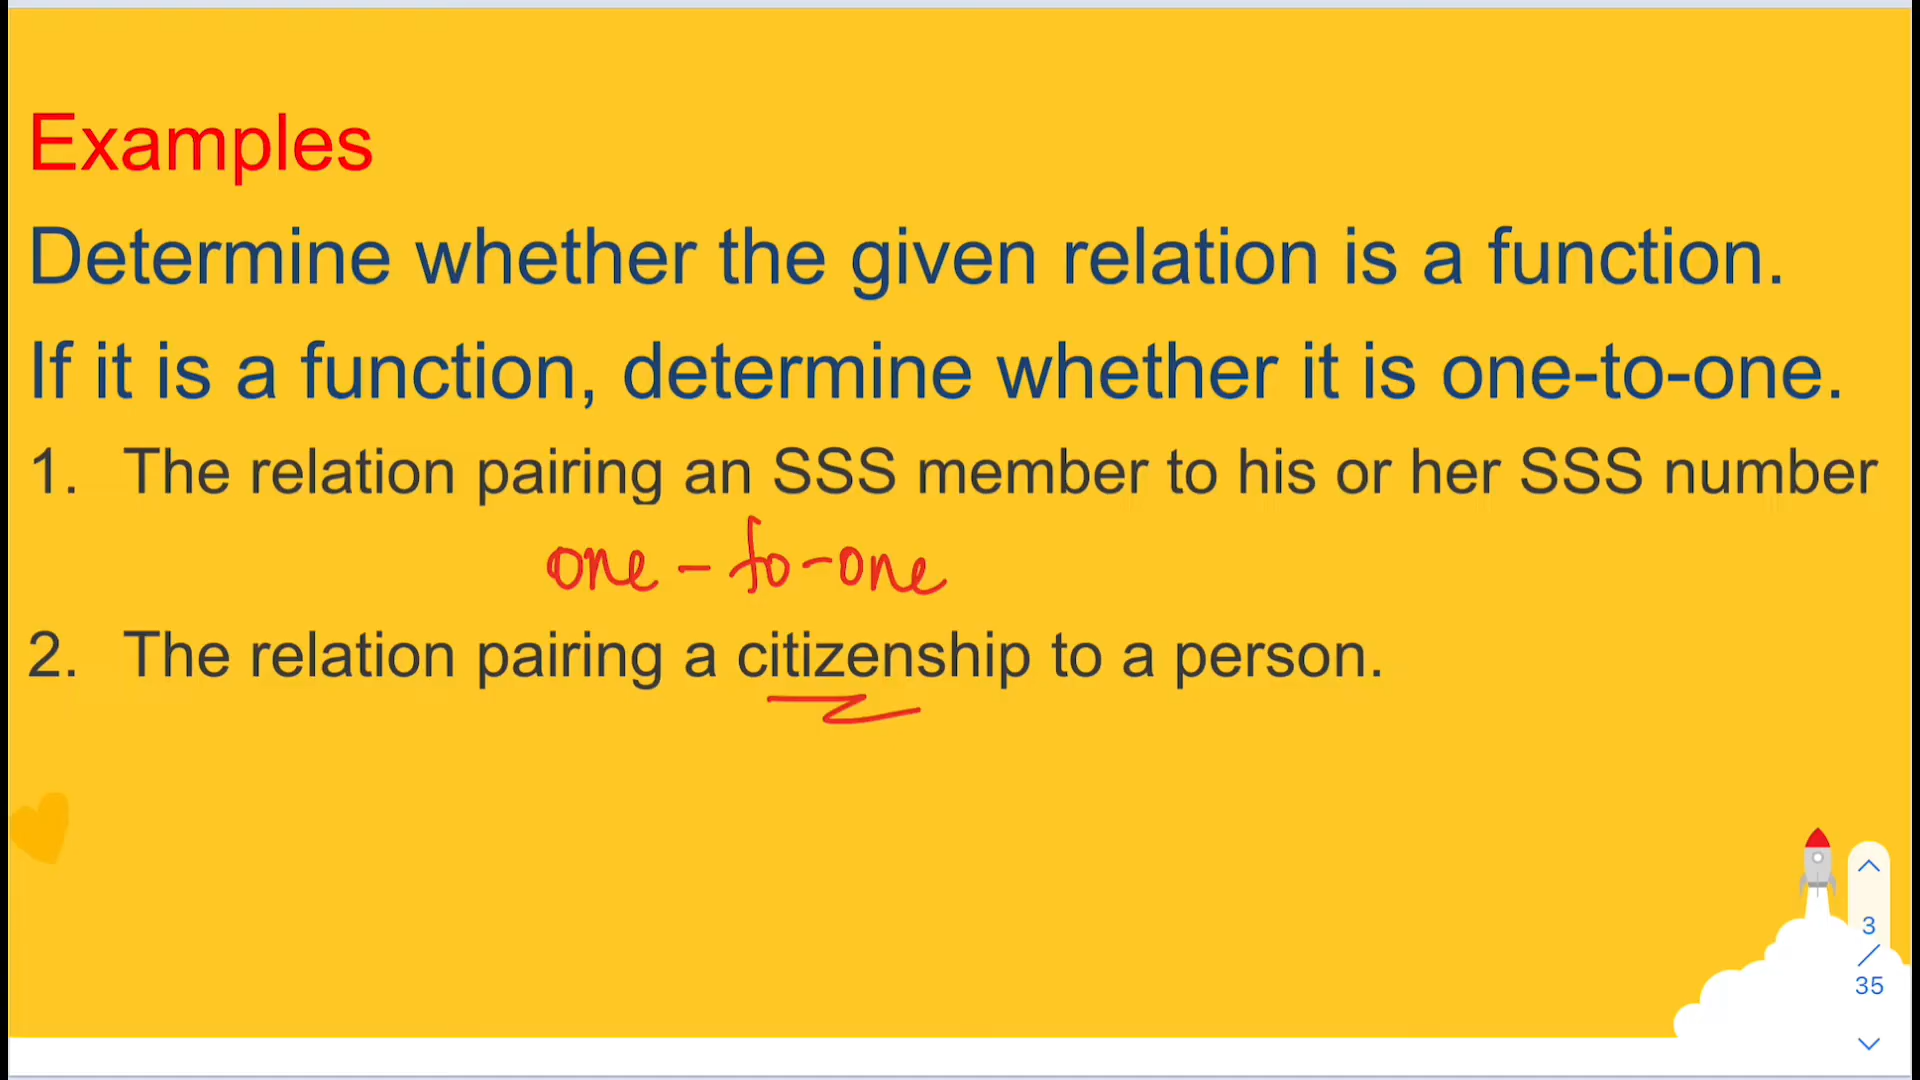 Examples
Determine whether the given relation is a function.
If it is a function, determine whether it is one-to-one.
1. The relation pairing an SSS member to his or her SSS number
one-to-one
2. The relation pairing a citizenship to a person.
3
/
35